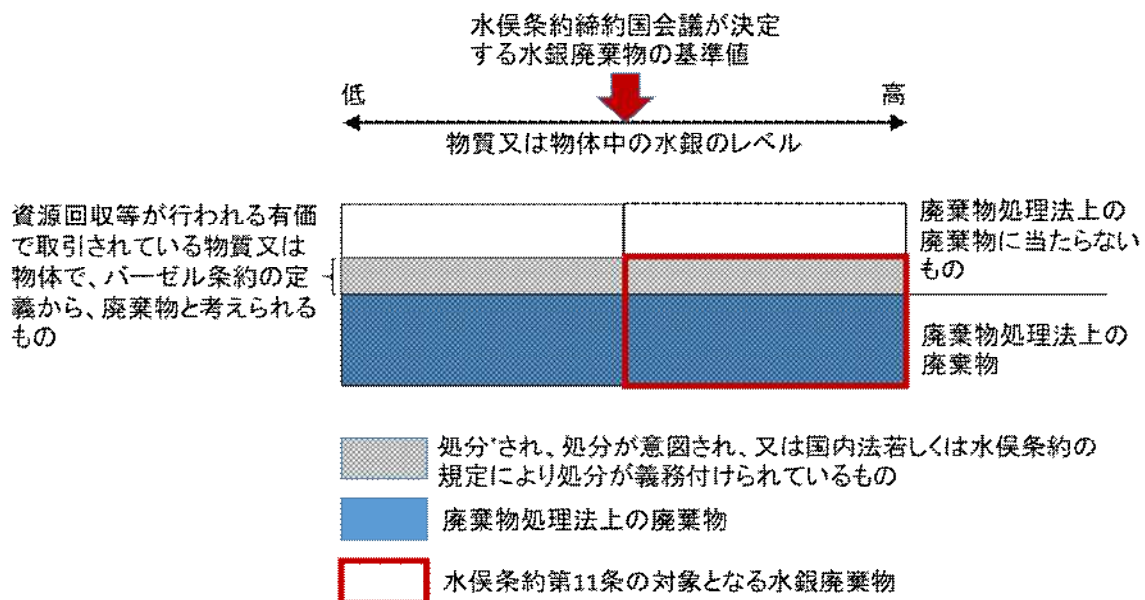 水俣条約締約国会議が決定
する水銀廃棄物の基準値
低
高
物質又は物体中の水銀のレベル
資源回収等が行われる有価
で取引されている物質又は
物体で、バーゼル条約の定
義から、廃棄物と考えられる
もの
廃棄物処理法上の
廃棄物に当たらない
もの
廃棄物処理法上の
廃棄物
処分*され、処分が意図され、又は国内法若しくは水俣条約の
規定により処分が義務付けられているもの
廃棄物処理法上の廃棄物
水俣条約第11条の対象となる水銀廃棄物